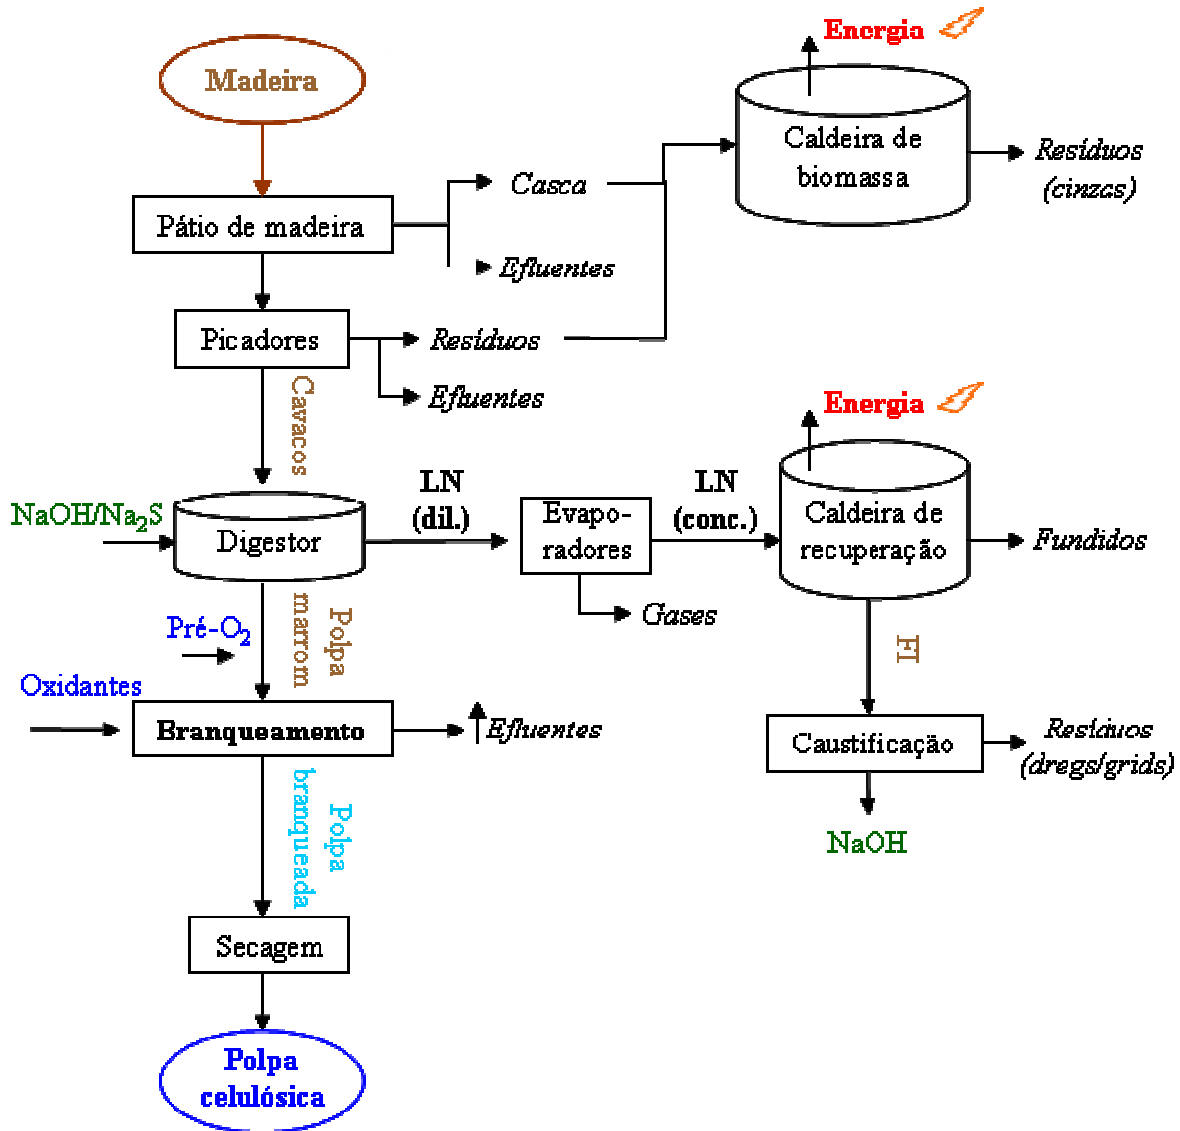 Energia
Madeira
Caldeira de
biomassa
Resíduos
(cinzas)
Casca
Pátio de madeira
Efluentes
Picadores
Resíduos
Efluentes
Cavacos
Energia
NaOH/Na₂S
Digestor
LN
(dil.)
Evapo-
radores
LN
(conc.)
Caldeira de
recuperação
Fundidos
Gases
Pré-O₂
Polpa
marrom
FI
Oxidantes
Branqueamento
Efluentes
Caustificação
Resíduos
(dregs/grids)
NaOH
Polpa
branqueada
Secagem
Polpa
celulósica